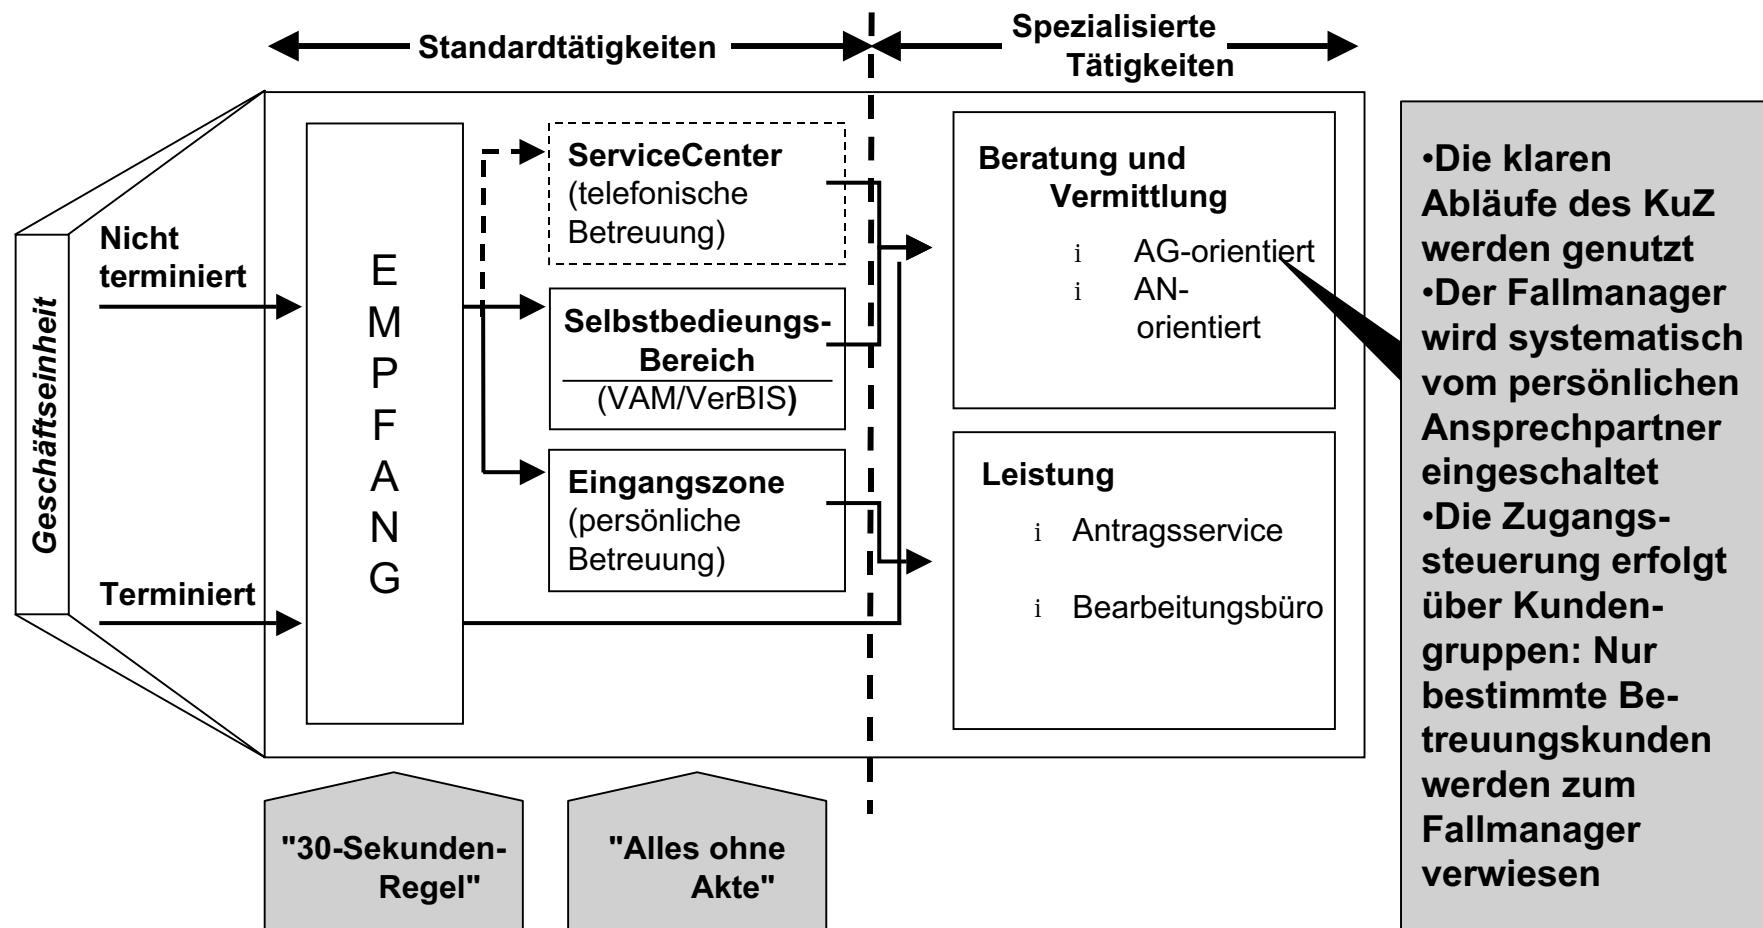 Standardtätigkeiten
Spezialisierte
Tätigkeiten
Geschäftseinheit
Nicht
terminiert
Terminiert
E
M
P
F
A
N
G
ServiceCenter
(telefonische
Betreuung)
Selbstbedieungs-
Bereich
(VAM/VerBIS)
Eingangszone
(persönliche
Betreuung)
Beratung und
Vermittlung
i AG-orientiert
i AN-
orientiert
Leistung
i Antragsservice
i Bearbeitungsbüro
"30-Sekunden-
Regel"
"Alles ohne
Akte"
•Die klaren
Abläufe des KuZ
werden genutzt
•Der Fallmanager
wird systematisch
vom persönlichen
Ansprechpartner
eingeschaltet
•Die Zugangs-
steuerung erfolgt
über Kunden-
gruppen: Nur
bestimmte Be-
treuungskunden
werden zum
Fallmanager
verwiesen